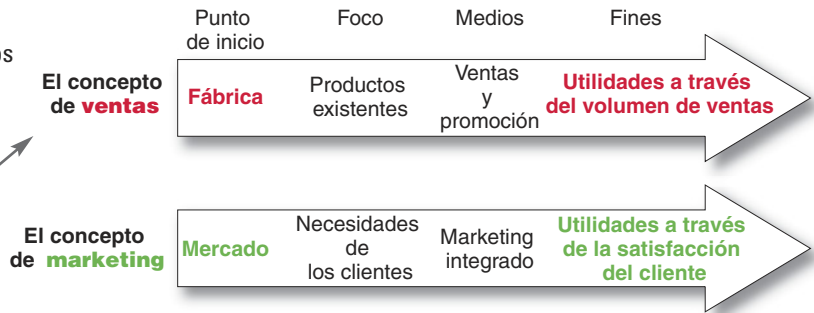 Punto
de inicio
Foco
Medios
Fines
os
El concepto
de ventas
Fábrica
Productos
existentes
Ventas
y
promoción
Utilidades a través
del volumen de ventas
El concepto
de marketing
Mercado
Necesidades
de
los clientes
Marketing
integrado
Utilidades a través
de la satisfacción
del cliente